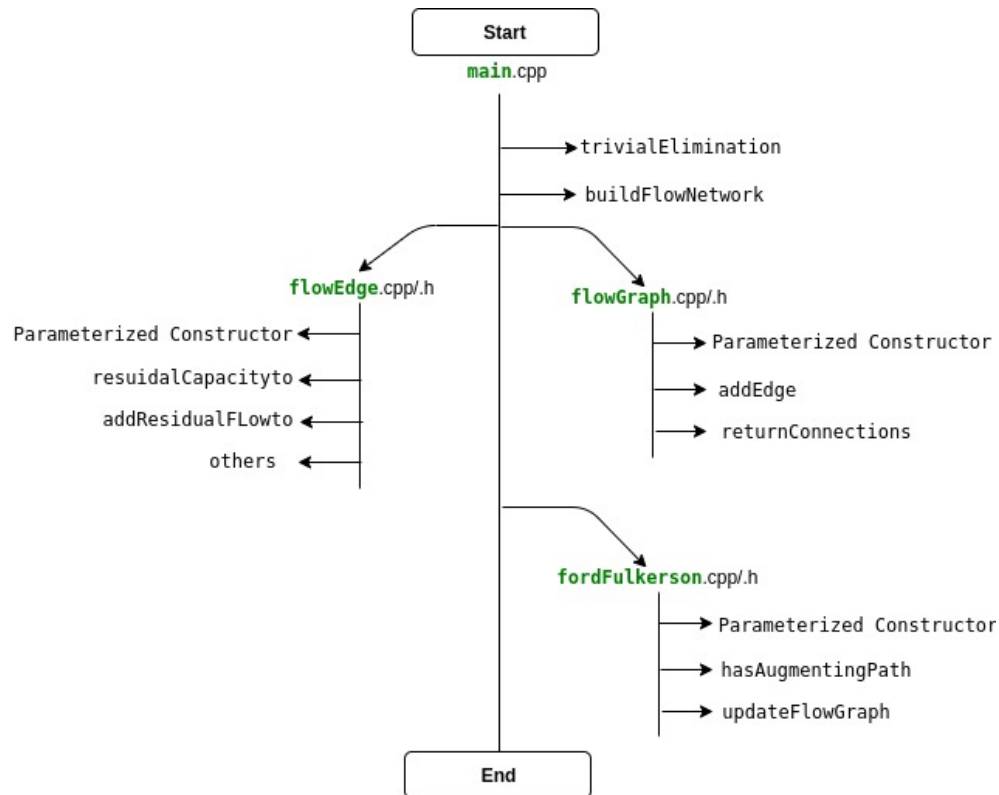 Start
main.cpp
trivialElimination
buildFlowNetwork
flowEdge.cpp/.h
Parameterized Constructor
resuidalCapacityto
addResidualFLowto
others
flowGraph.cpp/.h
Parameterized Constructor
addEdge
returnConnections
fordFulkerson.cpp/.h
Parameterized Constructor
hasAugmentingPath
updateFlowGraph
End